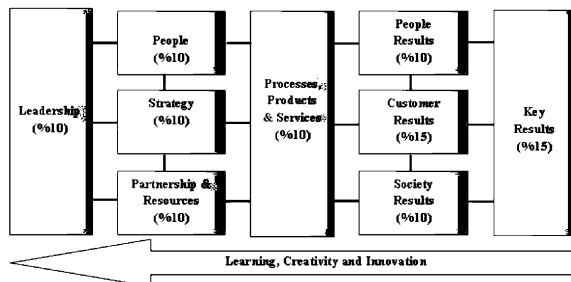 Leadership
(%10)
People
(%10)
Strategy
(%10)
Partnership &
Resources
(%10)
Processes,
Products
& Services
(%10)
People
Results
(%10)
Customer
Results
(%15)
Society
Results
(%10)
Key
Results
(%15)
Learning, Creativity and Innovation